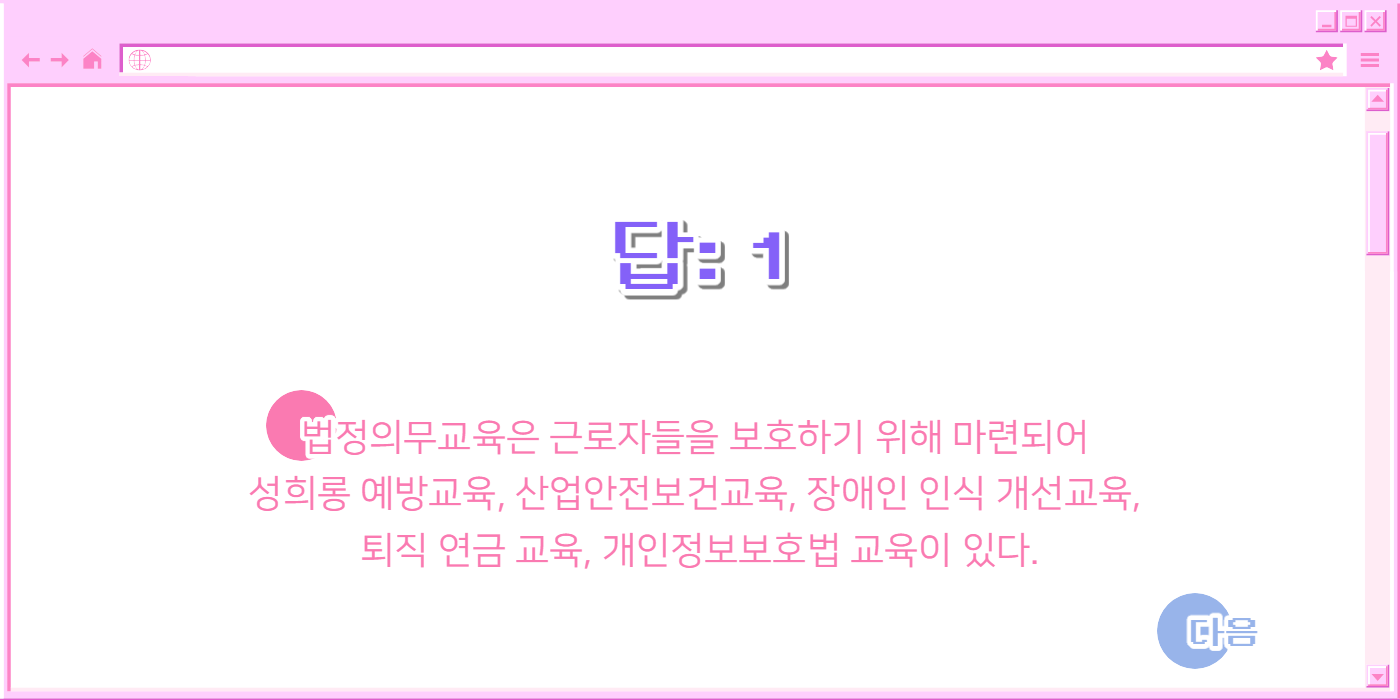 답: 1
법정의무교육은 근로자들을 보호하기 위해 마련되어
성희롱 예방교육, 산업안전보건교육, 장애인 인식 개선교육,
퇴직 연금 교육, 개인정보보호법 교육이 있다.
다음